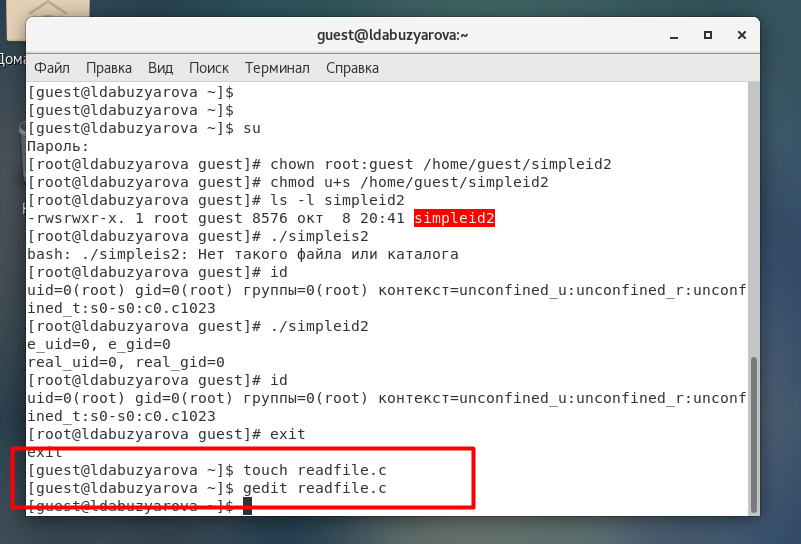 guest@ldabuzyarova:~
Файл Правка Вид Поиск Терминал Справка
[guest@ldabuzyarova ~]$
[guest@ldabuzyarova ~]$
[guest@ldabuzyarova ~]$ su
Пароль:
[root@ldabuzyarova guest]# chown root:guest /home/guest/simpleid2
[root@ldabuzyarova guest]# chmod u+s /home/guest/simpleid2
[root@ldabuzyarova guest]# ls -l simpleid2
-rwsrwxr-x. 1 root guest 8576 окт  8 20:41 simpleid2
[root@ldabuzyarova guest]# ./simpleis2
bash: ./simpleis2: Нет такого файла или каталога
[root@ldabuzyarova guest]# id
uid=0(root) gid=0(root) группы=0(root) контекст=unconfined_u:unconfined_r:unconf
ined_t:s0-s0:c0.c1023
[root@ldabuzyarova guest]# ./simpleid2
e_uid=0, e_gid=0
real_uid=0, real_gid=0
[root@ldabuzyarova guest]# id
uid=0(root) gid=0(root) группы=0(root) контекст=unconfined_u:unconfined_r:unconf
ined_t:s0-s0:c0.c1023
[root@ldabuzyarova guest]# exit
exit
[guest@ldabuzyarova ~]$ touch readfile.c
[guest@ldabuzyarova ~]$ gedit readfile.c
[guest@ldabuzyarova ~]$